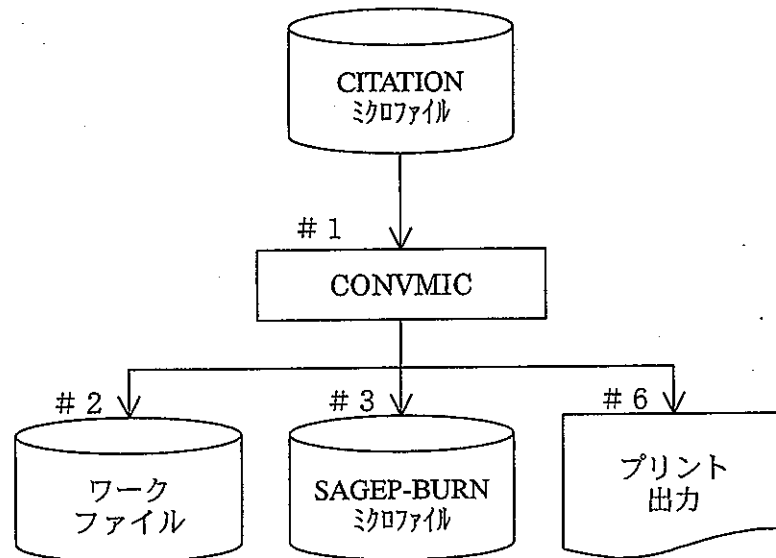 CITATION
ミクロファイル
#1
CONVMIC
#2
#3
#6
ワーク
ファイル
SAGEP-BURN
ミクロファイル
プリント
出力